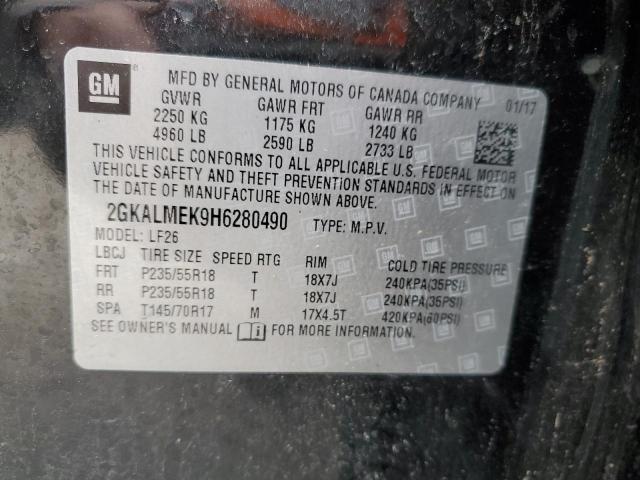 GM ® MFD BY GENERAL MOTORS OF CANADA COMPANY 01/17
GVWR GAWR FRT GAWR RR
2250 KG 1175 KG 1240 KG
4960 LB 2590 LB 2733 LB
THIS VEHICLE CONFORMS TO ALL APPLICABLE U.S. FEDERAL MOTOR
VEHICLE SAFETY AND THEFT PREVENTION STANDARDS IN EFFECT ON
THE DATE OF MANUFACTURE SHOWN ABOVE.
2GKALMEK9H6280490 TYPE: M.P.V.
MODEL: LF26
LBCJ TIRE SIZE SPEED RTG RIM COLD TIRE PRESSURE
FRT P235/55R18 T 18X7J 240KPA(35PSI)
RR P235/55R18 T 18X7J 240KPA(35PSI)
SPA T145/70R17 M 17X4.5T 420KPA(60PSI)
SEE OWNER'S MANUAL FOR MORE INFORMATION.